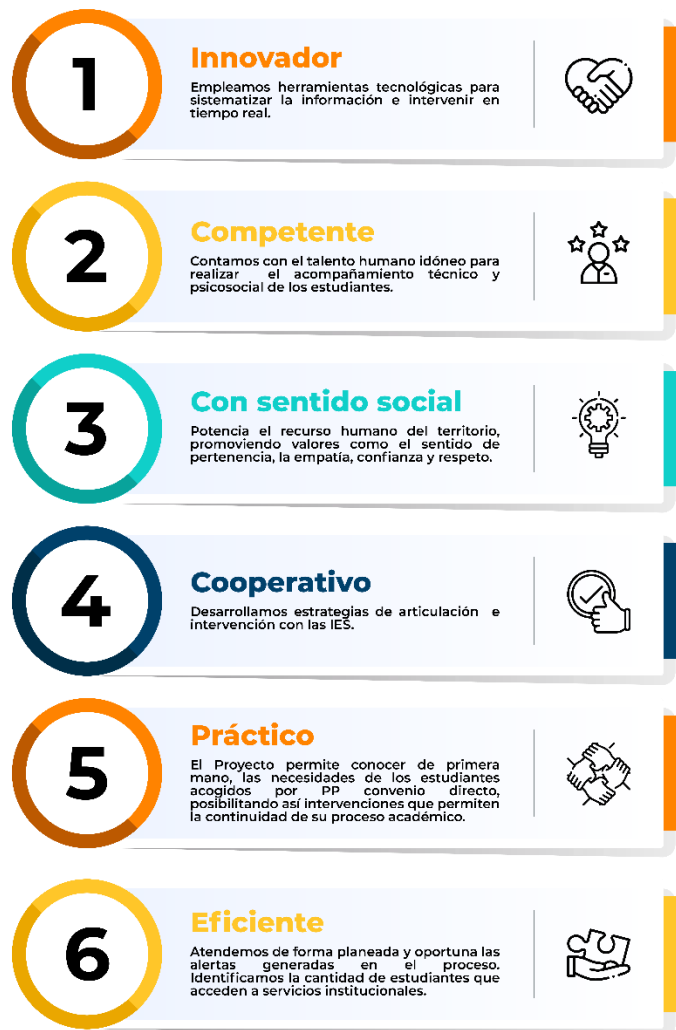 1
Innovador
Empleamos herramientas tecnológicas para
sistematizar la información e intervenir en
tiempo real.
2
Competente
Contamos con el talento humano idóneo para
realizar el acompañamiento técnico y
psicosocial de los estudiantes.
3
Con sentido social
Potencia el recurso humano del territorio,
promoviendo valores como el sentido de
pertenencia, la empatía, confianza y respeto.
4
Cooperativo
Desarrollamos estrategias de articulación e
intervención con las IES.
5
Práctico
El Proyecto permite conocer de primera
mano, las necesidades de los estudiantes
acogidos por PP convenio directo,
posibilitando así intervenciones que permiten
la continuidad de su proceso académico.
6
Eficiente
Atendemos de forma planeada y oportuna las
alertas generadas en el proceso.
Identificamos la cantidad de estudiantes que
acceden a servicios institucionales.